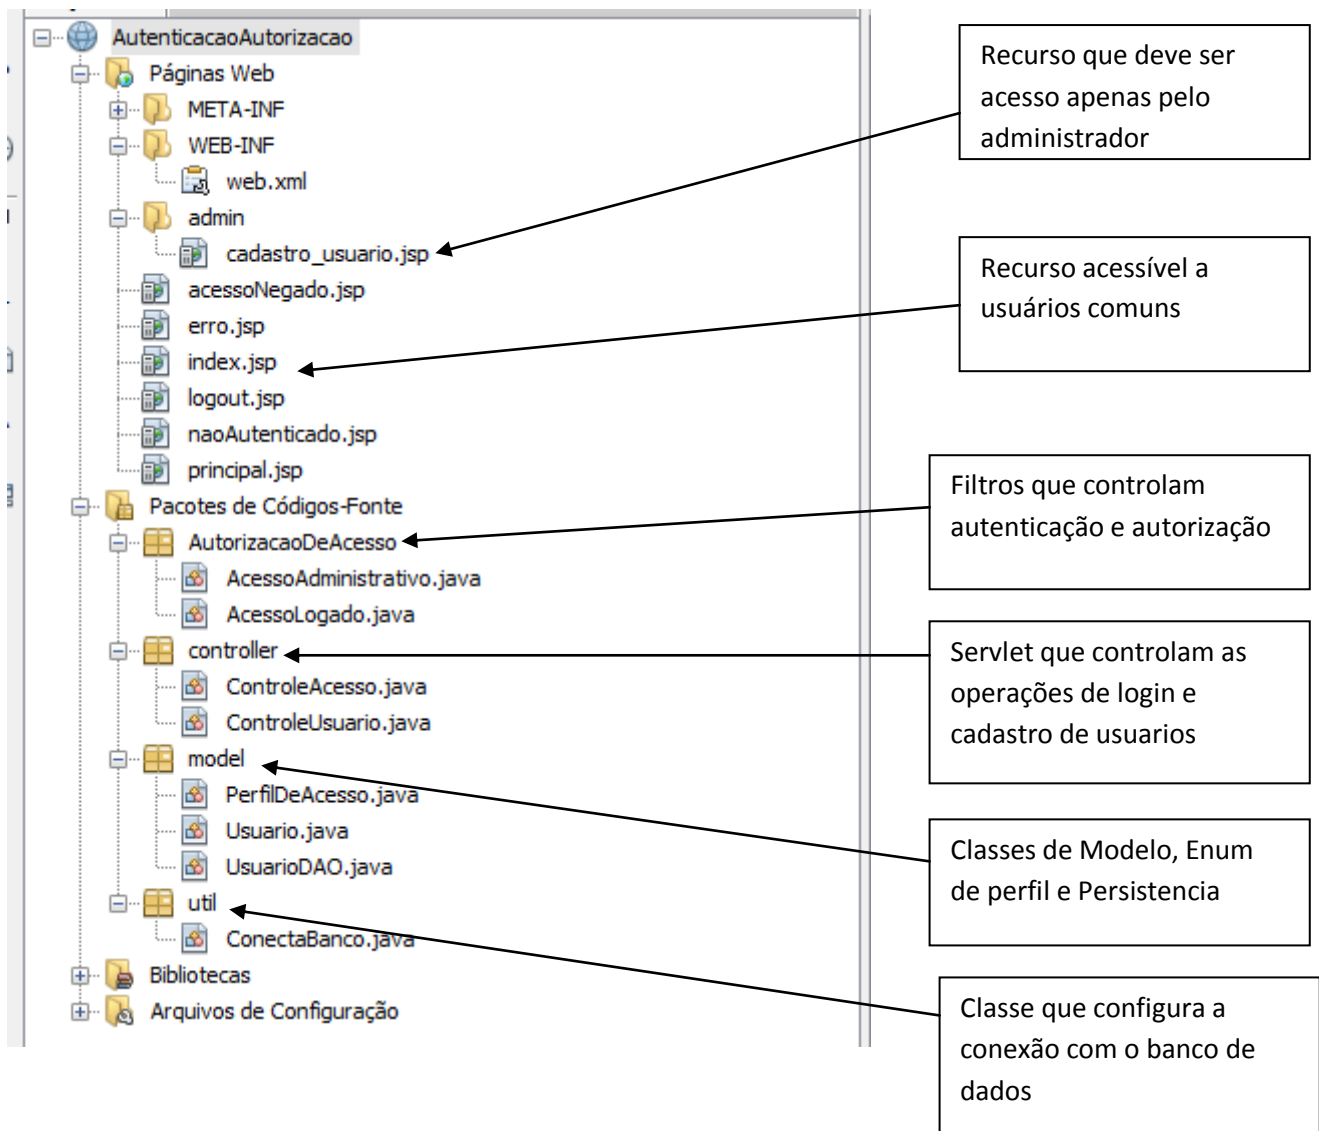 AutenticacaoAutorizacao
Páginas Web
META-INF
WEB-INF
web.xml
admin
cadastro_usuario.jsp
acessoNegado.jsp
erro.jsp
index.jsp
logout.jsp
naoAutenticado.jsp
principal.jsp
Pacotes de Códigos-Fonte
AutorizacaoDeAcesso
AcessoAdministrativo.java
AcessoLogado.java
controller
ControleAcesso.java
ControleUsuario.java
model
PerfilDeAcesso.java
Usuario.java
UsuarioDAO.java
util
ConectaBanco.java
Bibliotecas
Arquivos de Configuração
Recurso que deve ser
acesso apenas pelo
administrador
Recurso acessível a
usuários comuns
Filtros que controlam
autenticação e autorização
Servlet que controlam as
operações de login e
cadastro de usuarios
Classes de Modelo, Enum
de perfil e Persistencia
Classe que configura a
conexão com o banco de
dados